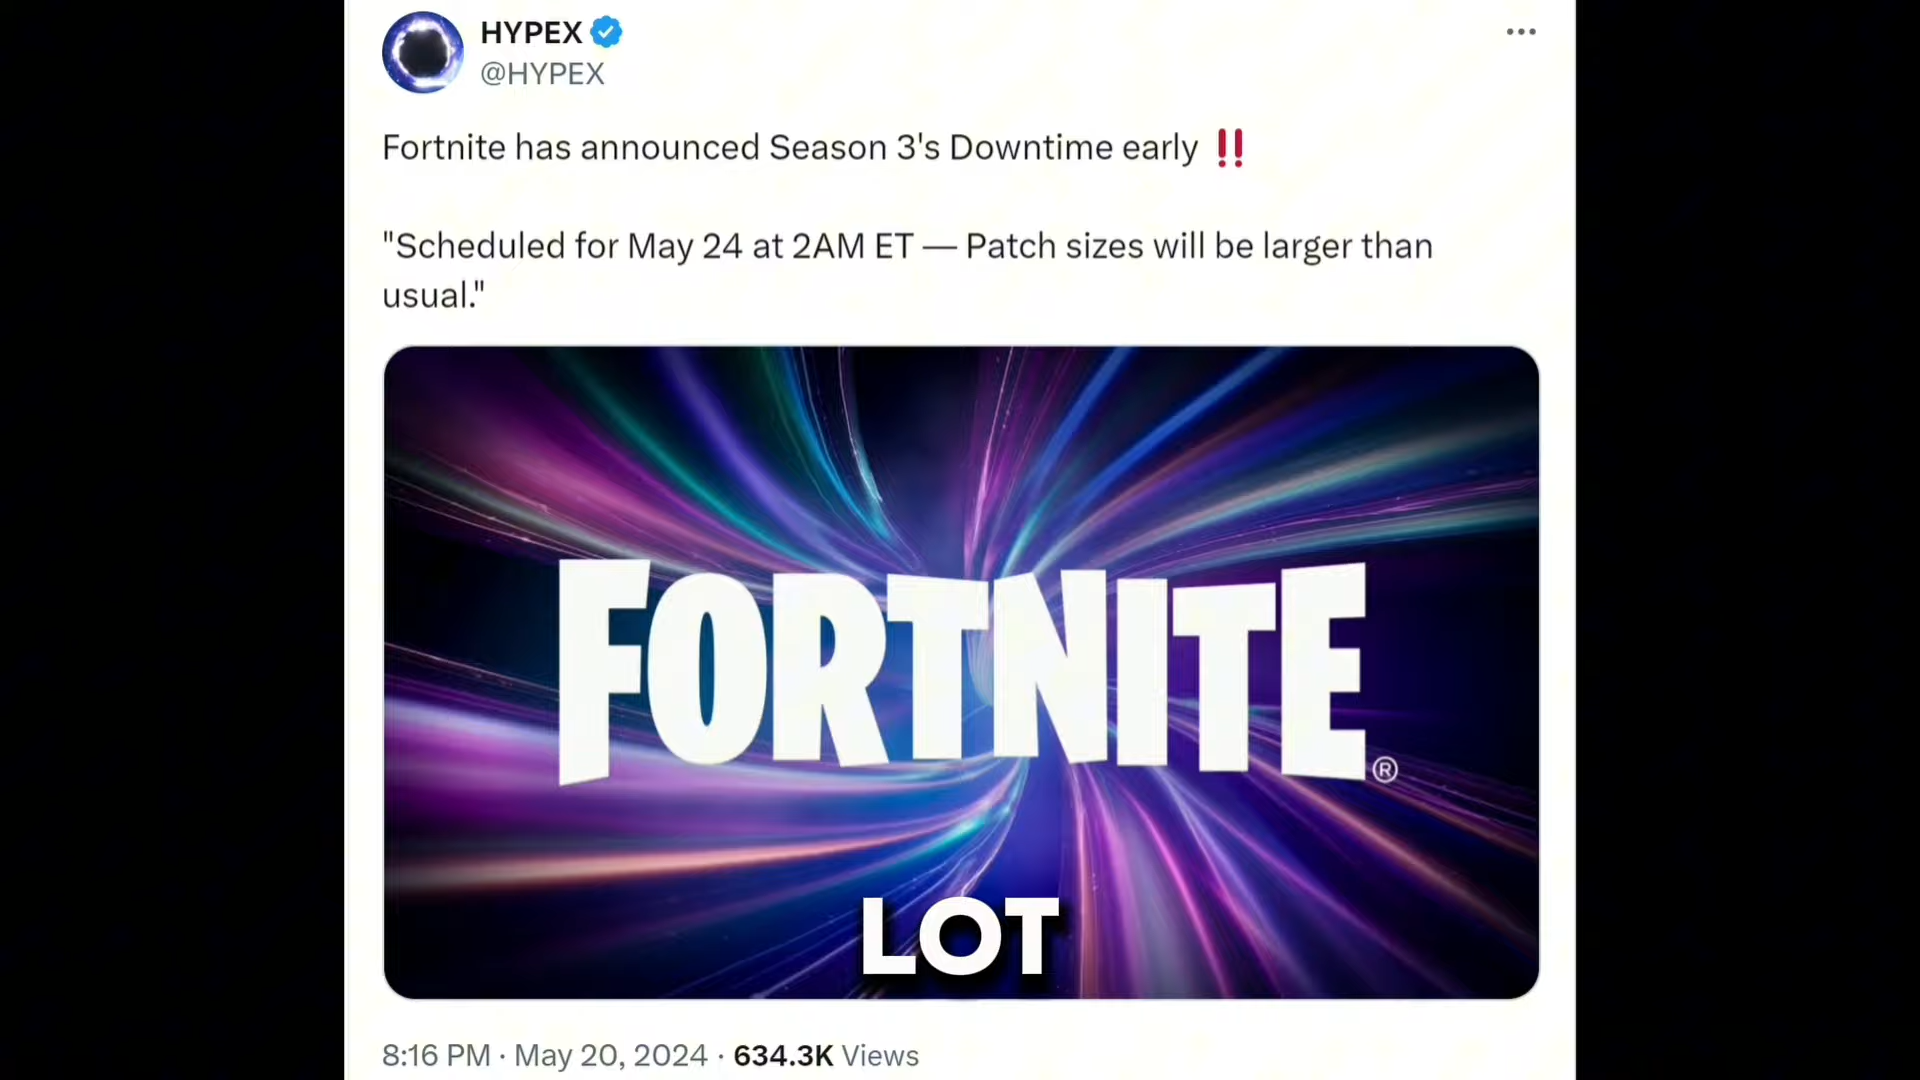 HYPEX
@HYPEX
Fortnite has announced Season 3's Downtime early ‼️
"Scheduled for May 24 at 2AM ET — Patch sizes will be larger than
usual."
FORTNITE®
LOT
8:16 PM · May 20, 2024 · 634.3K Views